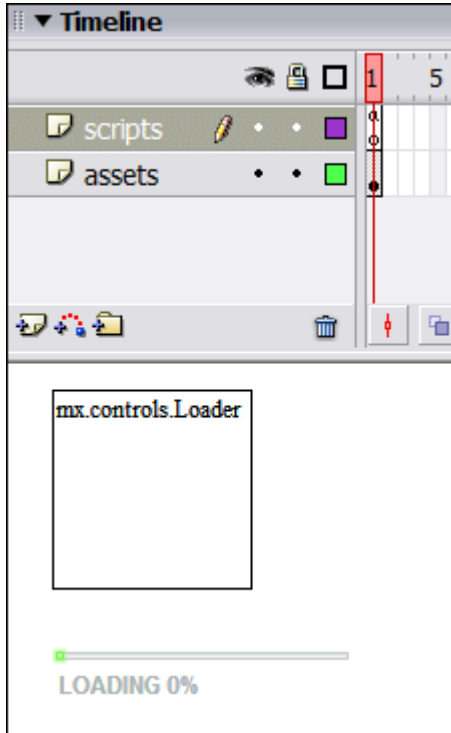 Timeline
1 5
scripts
a
assets
mx.controls.Loader
LOADING 0%